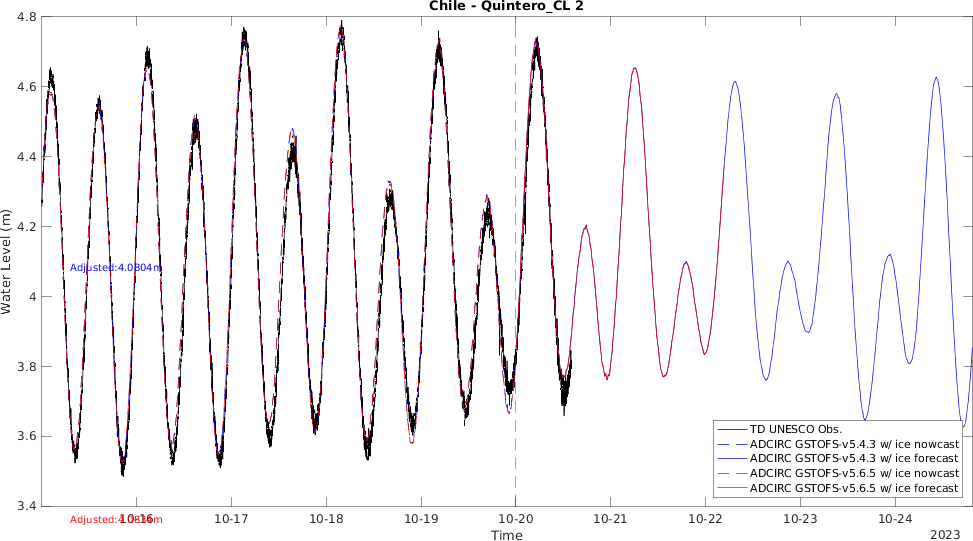 Chile - Quintero_CL 2
4.8
4.6
4.4
4.2
4
3.8
3.6
3.4
Water Level (m)
Adjusted:4.0804m
TD UNESCO Obs.
ADCIRC GSTOFS-v5.4.3 w/ ice nowcast
ADCIRC GSTOFS-v5.4.3 w/ ice forecast
ADCIRC GSTOFS-v5.6.5 w/ ice nowcast
ADCIRC GSTOFS-v5.6.5 w/ ice forecast
10-16 10-17 10-18 10-19 10-20 10-21 10-22 10-23 10-24
Time
2023